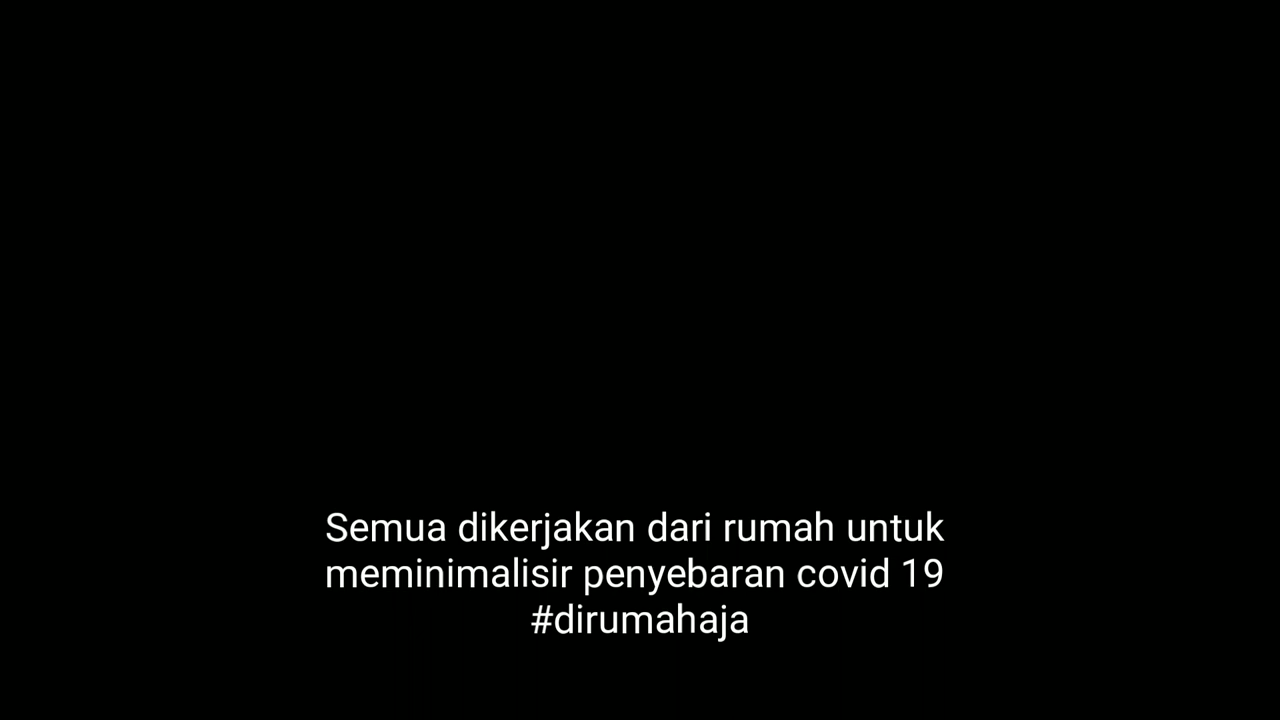 Semua dikerjakan dari rumah untuk
meminimalisir penyebaran covid 19
#dirumahaja